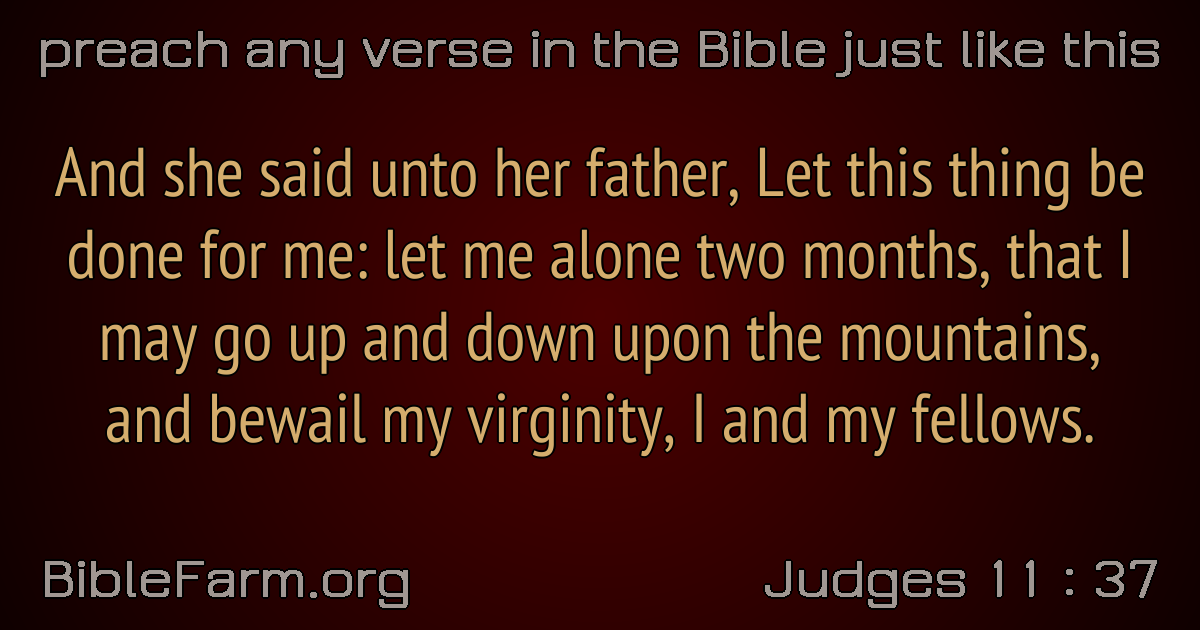 preach any verse in the Bible just like this
And she said unto her father, Let this thing be
done for me: let me alone two months, that I
may go up and down upon the mountains,
and bewail my virginity, I and my fellows.
BibleFarm.org
Judges 11 : 37